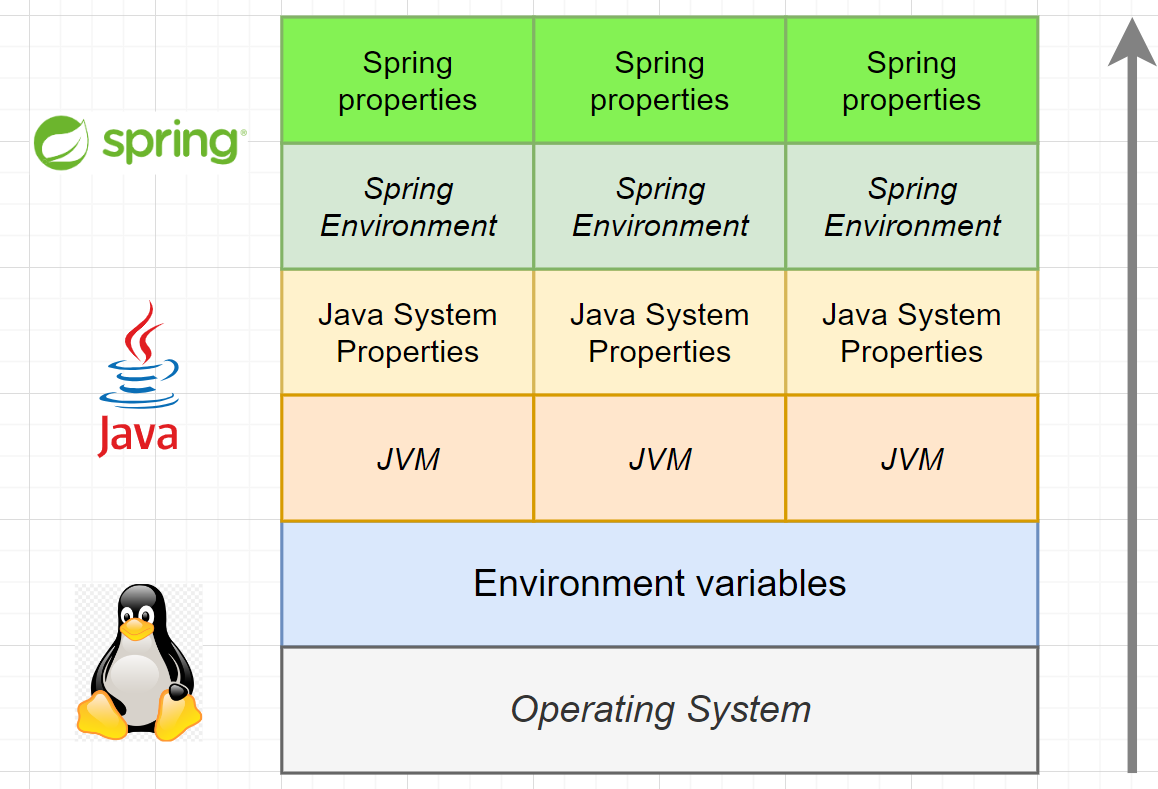 Spring Spring Spring
properties properties properties
spring®
Spring Spring Spring
Environment Environment Environment
Java System Java System Java System
Properties Properties Properties
Java
JVM JVM JVM
Environment variables
Operating System